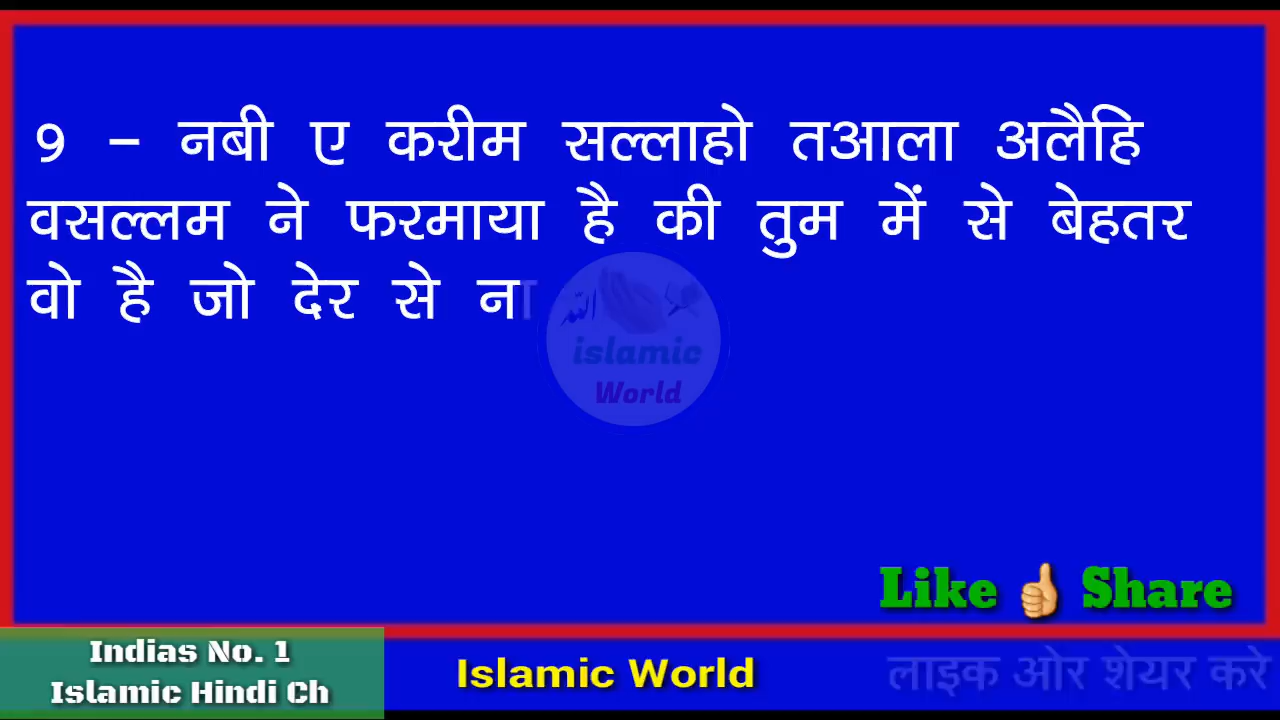 9 – नबी ए करीम सल्लाहो तआला अलैहि
वसल्लम ने फरमाया है की तुम में से बेहतर
वो है जो देर से ना
الله
islamic
World
Like Share
Indias No. 1
Islamic Hindi Ch
Islamic World
लाइक ओर शेयर करे